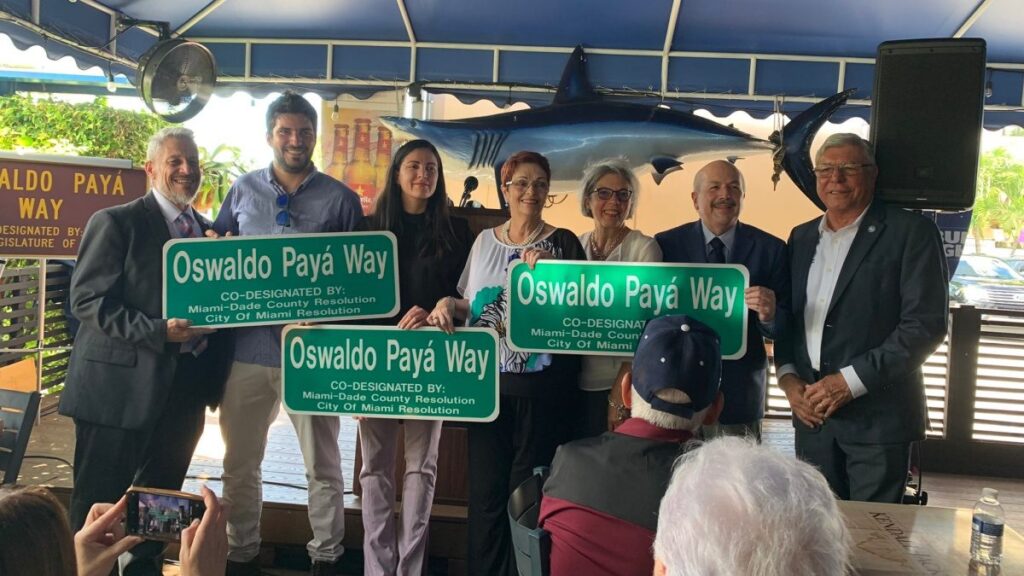 ALDO PAYÁ
WAY
DESIGNATED BY:
GISLATURE OF
Oswaldo Payá Way
CO-DESIGNATED BY:
Miami-Dade County Resolution
City Of Miami Resolution
Oswaldo Payá Way
CO-DESIGNATED BY:
Miami-Dade County Resolution
City Of Miami Resolution
Oswaldo Payá Way
CO-DESIGNATED
Miami-Dade Coun
City Of Miami